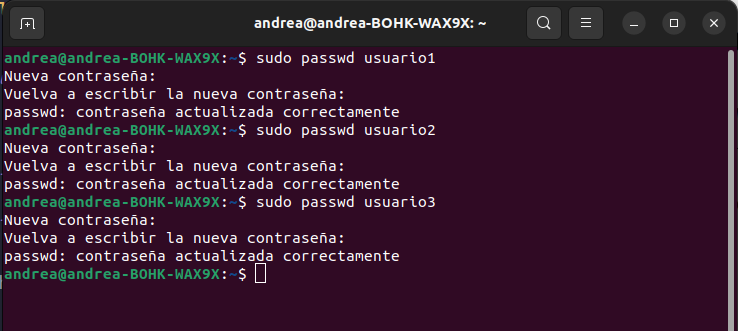 andrea@andrea-BOHK-WAX9X: ~
andrea@andrea-BOHK-WAX9X:~$ sudo passwd usuario1
Nueva contraseña:
Vuelva a escribir la nueva contraseña:
passwd: contraseña actualizada correctamente
andrea@andrea-BOHK-WAX9X:~$ sudo passwd usuario2
Nueva contraseña:
Vuelva a escribir la nueva contraseña:
passwd: contraseña actualizada correctamente
andrea@andrea-BOHK-WAX9X:~$ sudo passwd usuario3
Nueva contraseña:
Vuelva a escribir la nueva contraseña:
passwd: contraseña actualizada correctamente
andrea@andrea-BOHK-WAX9X:~$